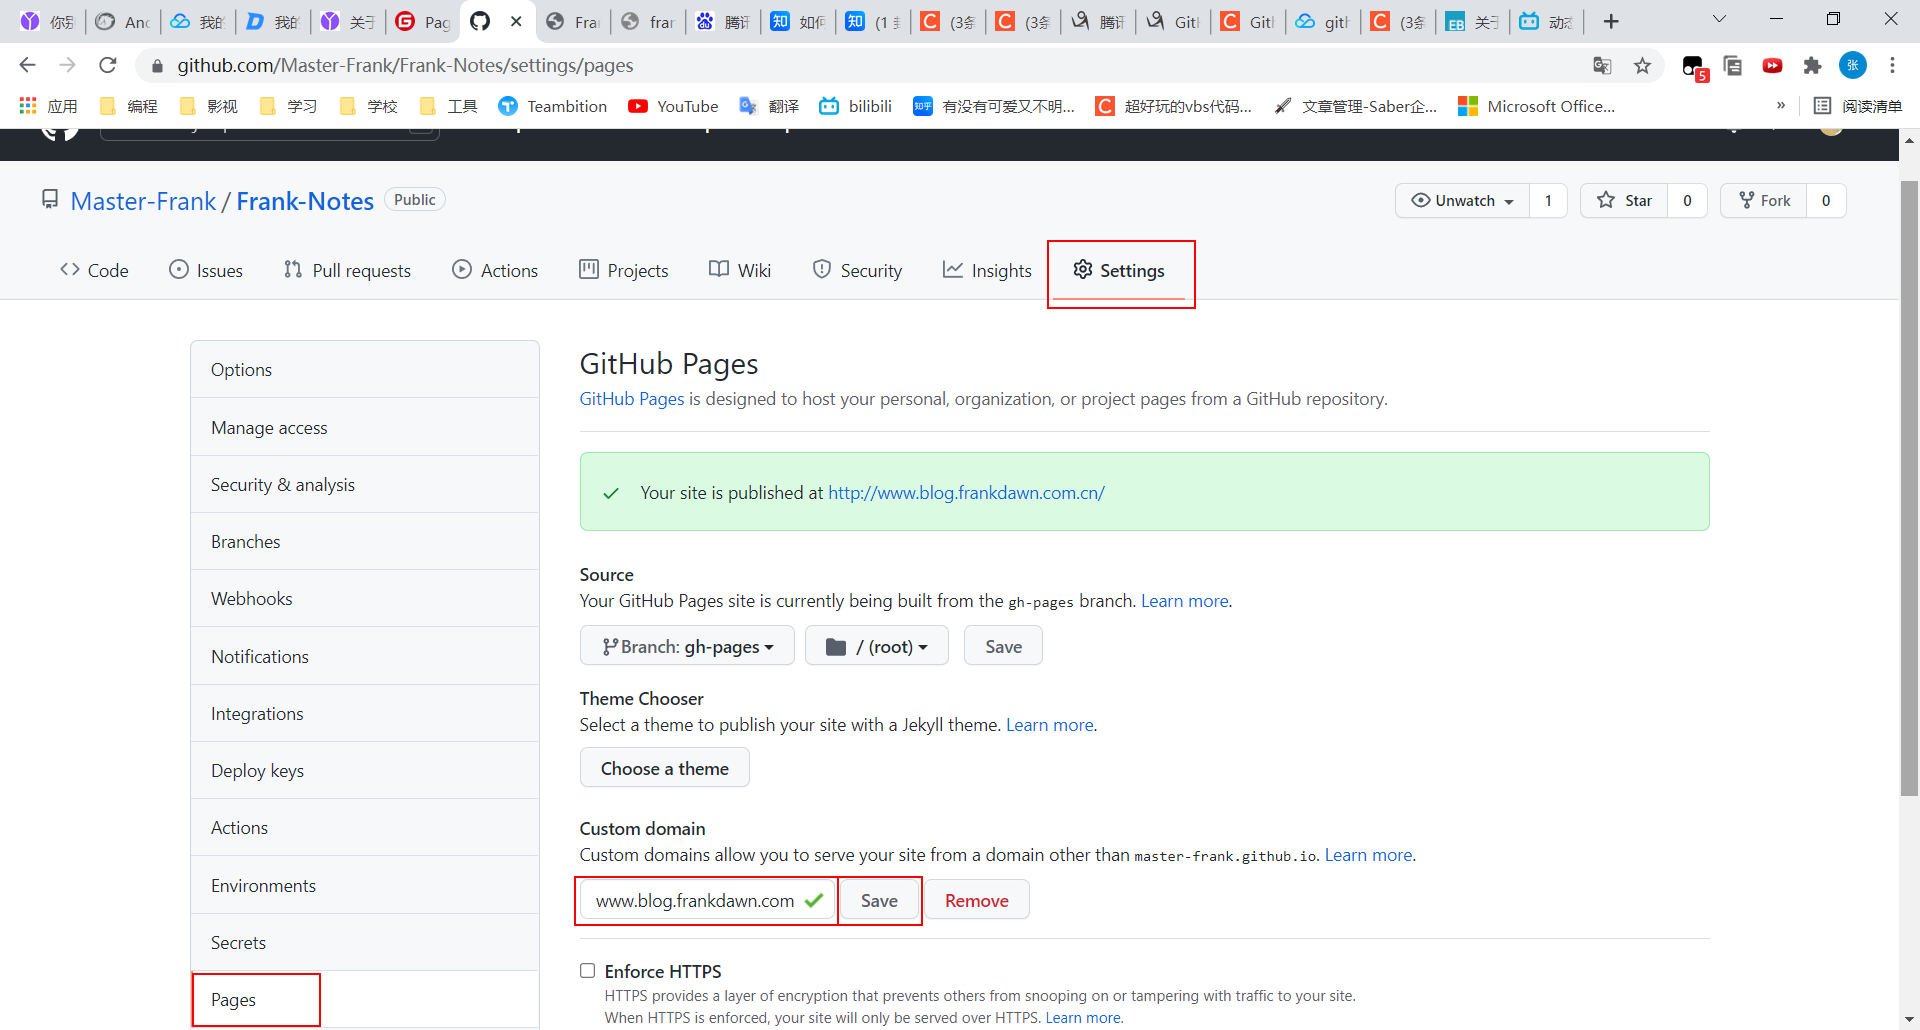 你别
Anc
我的
我的
关于
Pag
Fra
fran
腾讯
如何
(1 封
(3条
(3条
腾讯
Gith
Gith
gith
(3条
关于
动态
github.com/Master-Frank/Frank-Notes/settings/pages
5
张
应用
编程
影视
学习
学校
工具
Teambition
YouTube
翻译
bilibili
有没有可爱又不明...
超好玩的vbs代码...
文章管理-Saber企...
Microsoft Office...
»
阅读清单
Master-Frank / Frank-Notes Public
Unwatch 1
Star 0
Fork 0
Code
Issues
Pull requests
Actions
Projects
Wiki
Security
Insights
Settings
Options
Manage access
Security & analysis
Branches
Webhooks
Notifications
Integrations
Deploy keys
Actions
Environments
Secrets
Pages
GitHub Pages
GitHub Pages is designed to host your personal, organization, or project pages from a GitHub repository.
Your site is published at http://www.blog.frankdawn.com.cn/
Source
Your GitHub Pages site is currently being built from the gh-pages branch. Learn more.
Branch: gh-pages
/ (root)
Save
Theme Chooser
Select a theme to publish your site with a Jekyll theme. Learn more.
Choose a theme
Custom domain
Custom domains allow you to serve your site from a domain other than master-frank.github.io. Learn more.
www.blog.frankdawn.com
Save
Remove
Enforce HTTPS
HTTPS provides a layer of encryption that prevents others from snooping on or tampering with traffic to your site.
When HTTPS is enforced, your site will only be served over HTTPS. Learn more.